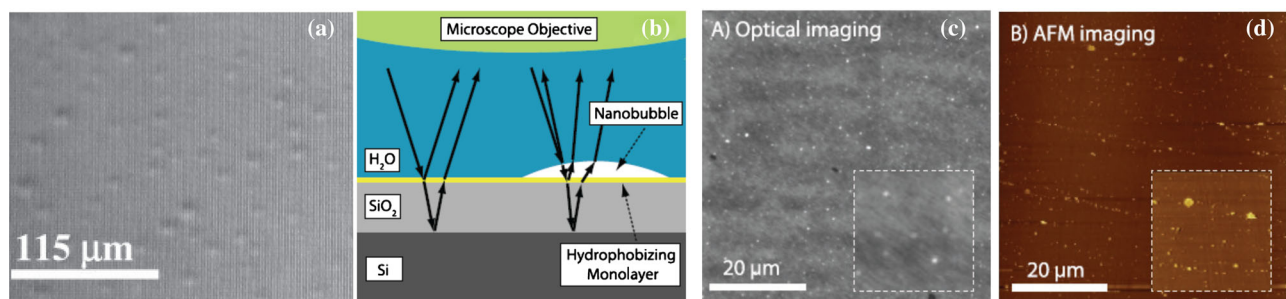 (a)
115 μm
(b)
Microscope Objective
Nanobubble
H₂O
SiO₂
Si
Hydrophobizing
Monolayer
A) Optical imaging
(c)
20 μm
B) AFM imaging
(d)
20 μm